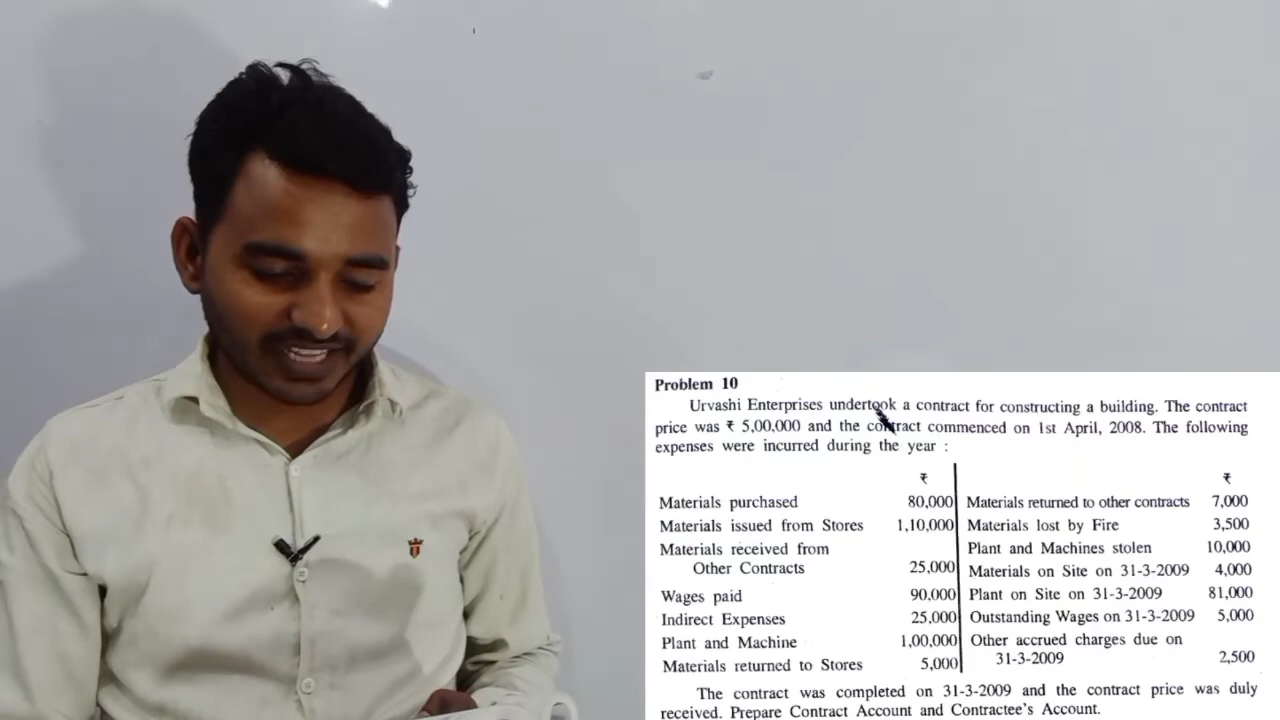 Problem 10
Urvashi Enterprises undertook a contract for constructing a building. The contract
price was ₹ 5,00,000 and the contract commenced on 1st April, 2008. The following
expenses were incurred during the year :
₹
Materials purchased 80,000
Materials issued from Stores 1,10,000
Materials received from
Other Contracts 25,000
Wages paid 90,000
Indirect Expenses 25,000
Plant and Machine 1,00,000
Materials returned to Stores 5,000
₹
Materials returned to other contracts 7,000
Materials lost by Fire 3,500
Plant and Machines stolen 10,000
Materials on Site on 31-3-2009 4,000
Plant on Site on 31-3-2009 81,000
Outstanding Wages on 31-3-2009 5,000
Other accrued charges due on
31-3-2009 2,500
The contract was completed on 31-3-2009 and the contract price was duly
received. Prepare Contract Account and Contractee's Account.